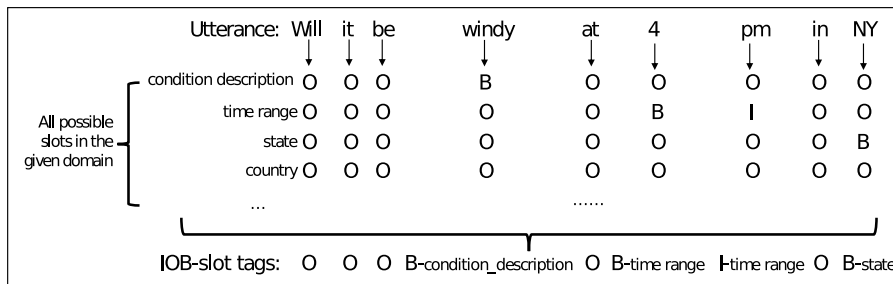 Utterance: Will it be windy at 4 pm in NY
condition description O O O B O O O O O
All possible slots in the given domain
time range O O O O O B I O O
state O O O O O O O O B
country O O O O O O O O O
... ......
IOB-slot tags: O O O B-condition_description O B-time range I-time range O B-state